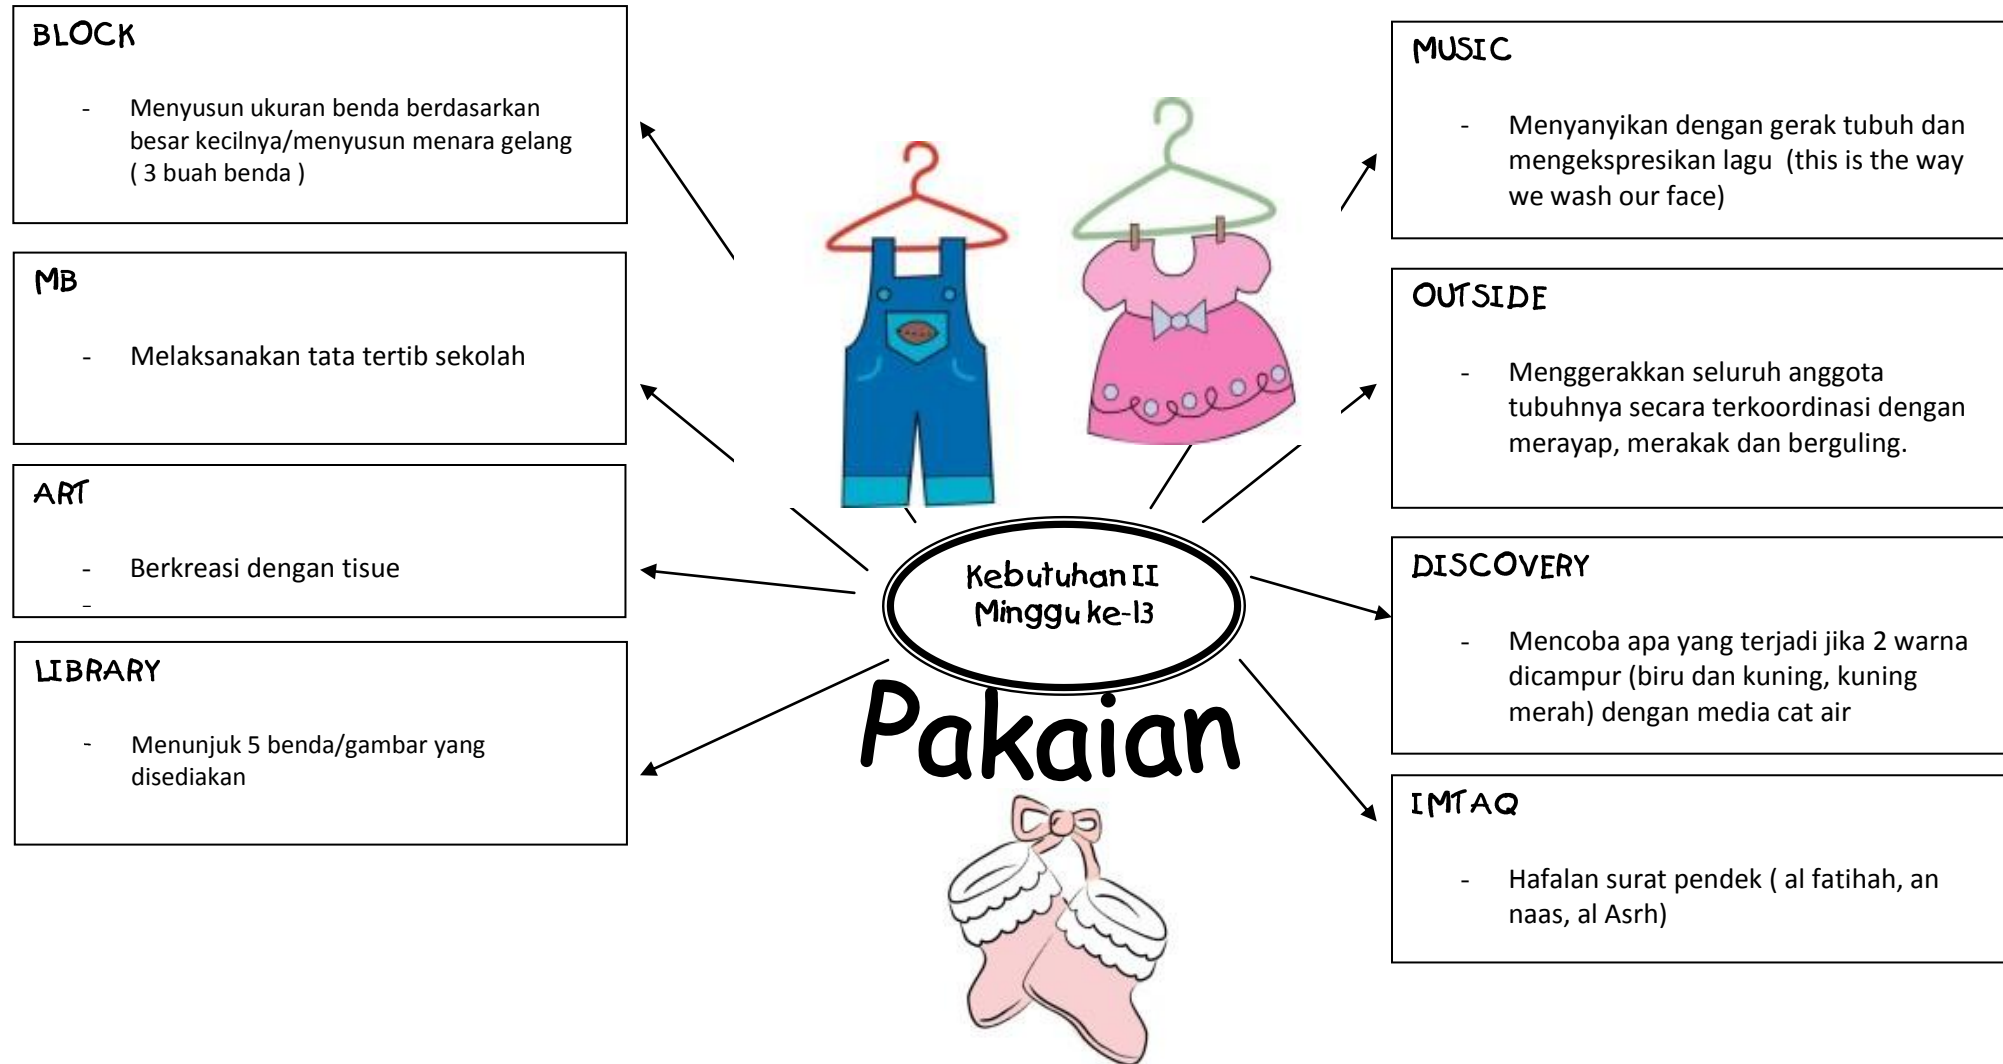 BLOCK
- Menyusun ukuran benda berdasarkan
besar kecilnya/menyusun menara gelang
( 3 buah benda )
MB
- Melaksanakan tata tertib sekolah
ART
- Berkreasi dengan tisue
-
LIBRARY
- Menunjuk 5 benda/gambar yang
disediakan
Kebutuhan II
Minggu ke-13
Pakaian
MUSIC
- Menyanyikan dengan gerak tubuh dan
mengekspresikan lagu (this is the way
we wash our face)
OUTSIDE
- Menggerakkan seluruh anggota
tubuhnya secara terkoordinasi dengan
merayap, merakak dan berguling.
DISCOVERY
- Mencoba apa yang terjadi jika 2 warna
dicampur (biru dan kuning, kuning
merah) dengan media cat air
IMTAQ
- Hafalan surat pendek ( al fatihah, an
naas, al Asrh)